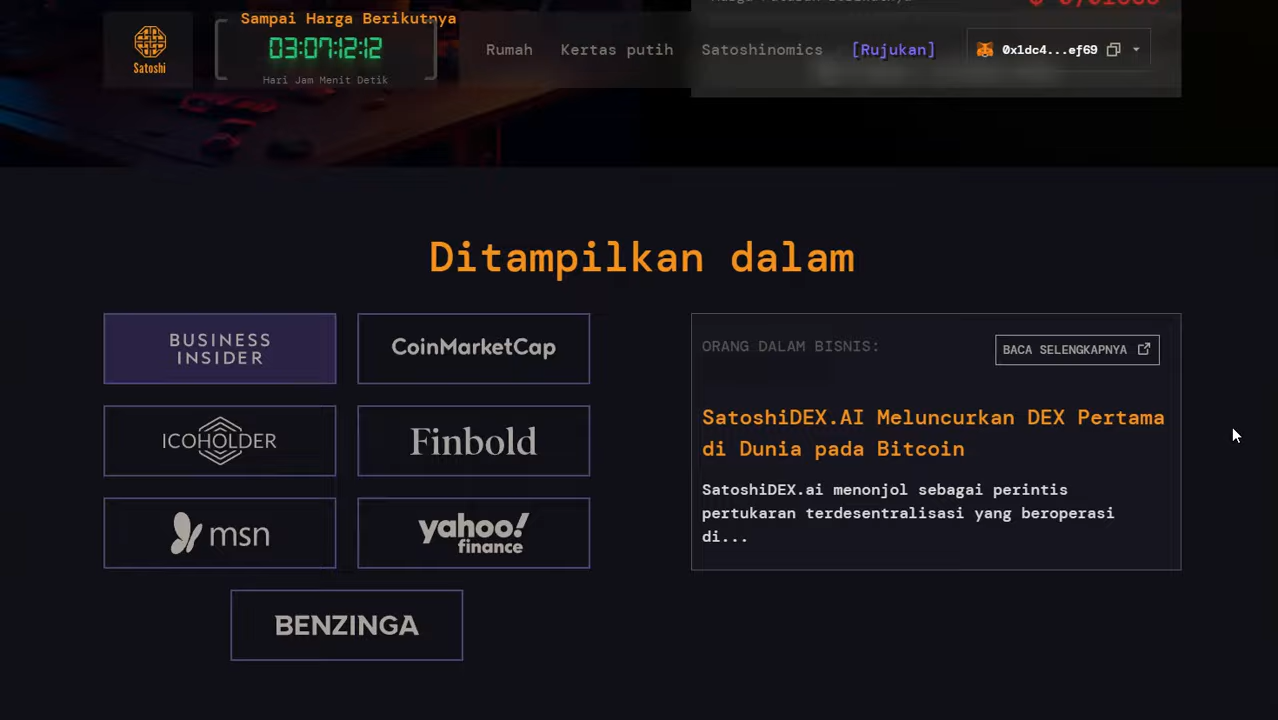 Sampai Harga Berikutnya
03:07:12:12
Hari Jam Menit Detik
Satoshi
Rumah
Kertas putih
Satoshinomics
[Rujukan]
0x1dc4...ef69
Ditampilkan dalam
BUSINESS
INSIDER
CoinMarketCap
ICOHOLDER
Finbold
msn
yahoo!
finance
BENZINGA
ORANG DALAM BISNIS:
BACA SELENGKAPNYA
SatoshiDEX.AI Meluncurkan DEX Pertama
di Dunia pada Bitcoin
SatoshiDEX.ai menonjol sebagai perintis
pertukaran terdesentralisasi yang beroperasi
di...